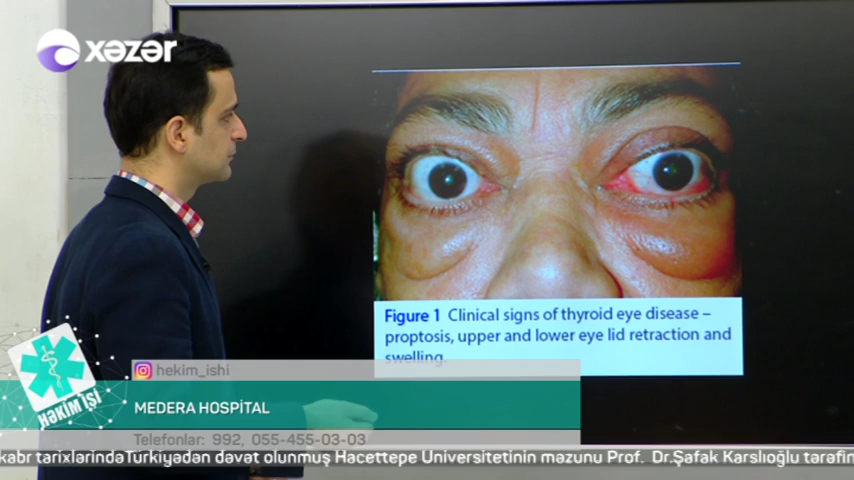 xəzər
Figure 1 Clinical signs of thyroid eye disease –
proptosis, upper and lower eye lid retraction and
swelling.
hekim_ishi
HƏKİM İŞİ
MEDERA HOSPİTAL
Telefonlar: 992, 055-455-03-03
kabr tarixlərində Türkiyədən dəvət olunmuş Hacettepe Universitetinin məzunu Prof. Dr.Şafak Karslıoğlu tərəfin